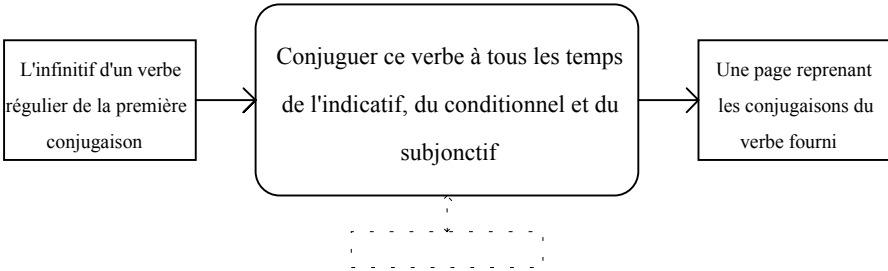 L'infinitif d'un verbe
régulier de la première
conjugaison
Conjuguer ce verbe à tous les temps
de l'indicatif, du conditionnel et du
subjonctif
Une page reprenant
les conjugaisons du
verbe fourni